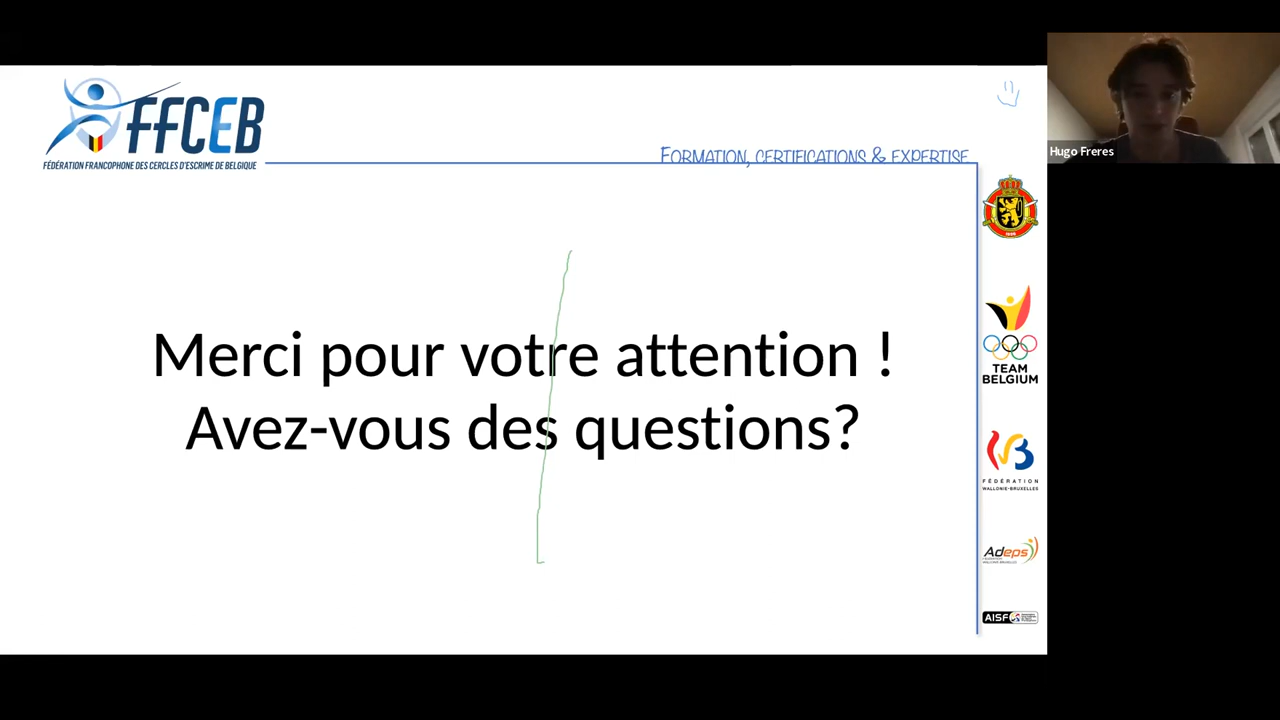 FFCEB
FÉDÉRATION FRANCOPHONE DES CERCLES D'ESCRIME DE BELGIQUE
FORMATION, CERTIFICATIONS & EXPERTISE
Hugo Freres
Merci pour votre attention !
Avez-vous des questions?
TEAM
BELGIUM
FÉDÉRATION
WALLONIE-BRUXELLES
Adeps
AISF